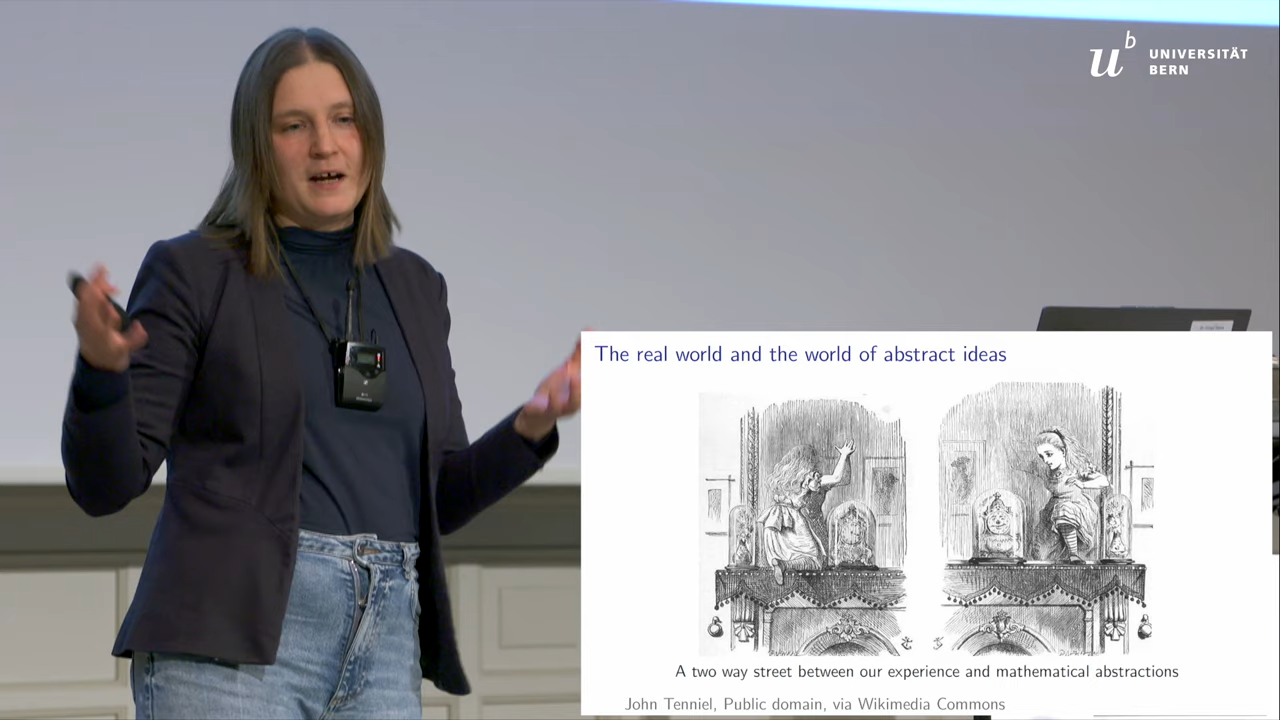 u b UNIVERSITÄT
BERN
The real world and the world of abstract ideas
A two way street between our experience and mathematical abstractions
John Tenniel, Public domain, via Wikimedia Commons